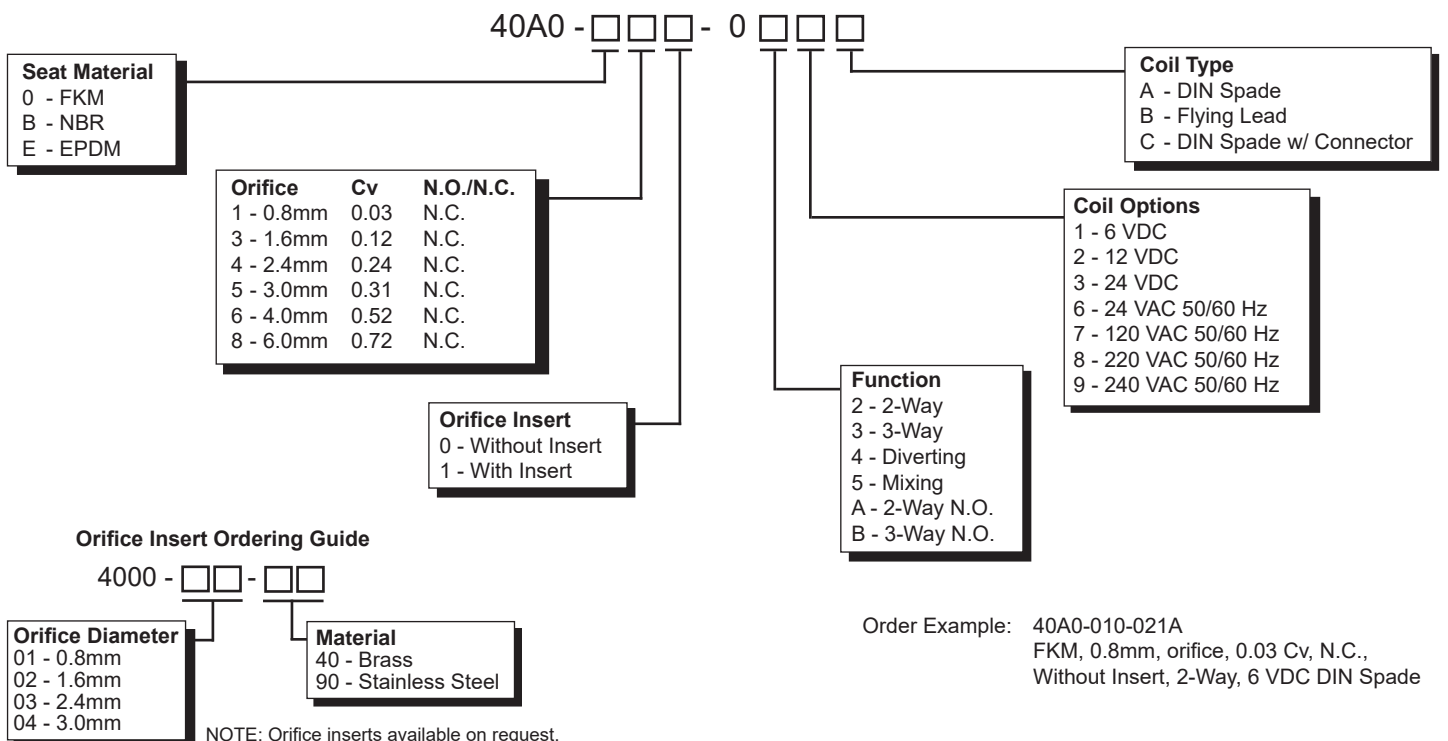 40A0 - □ □ □ - 0 □ □ □
Seat Material
0 - FKM
B - NBR
E - EPDM
Coil Type
A - DIN Spade
B - Flying Lead
C - DIN Spade w/ Connector
Orifice Cv N.O./N.C.
1 - 0.8mm 0.03 N.C.
3 - 1.6mm 0.12 N.C.
4 - 2.4mm 0.24 N.C.
5 - 3.0mm 0.31 N.C.
6 - 4.0mm 0.52 N.C.
8 - 6.0mm 0.72 N.C.
Coil Options
1 - 6 VDC
2 - 12 VDC
3 - 24 VDC
6 - 24 VAC 50/60 Hz
7 - 120 VAC 50/60 Hz
8 - 220 VAC 50/60 Hz
9 - 240 VAC 50/60 Hz
Orifice Insert
0 - Without Insert
1 - With Insert
Function
2 - 2-Way
3 - 3-Way
4 - Diverting
5 - Mixing
A - 2-Way N.O.
B - 3-Way N.O.
Orifice Insert Ordering Guide
4000 - □□ - □□
Orifice Diameter
01 - 0.8mm
02 - 1.6mm
03 - 2.4mm
04 - 3.0mm
Material
40 - Brass
90 - Stainless Steel
NOTE: Orifice inserts available on request.
Order Example: 40A0-010-021A
FKM, 0.8mm, orifice, 0.03 Cv, N.C.,
Without Insert, 2-Way, 6 VDC DIN Spade